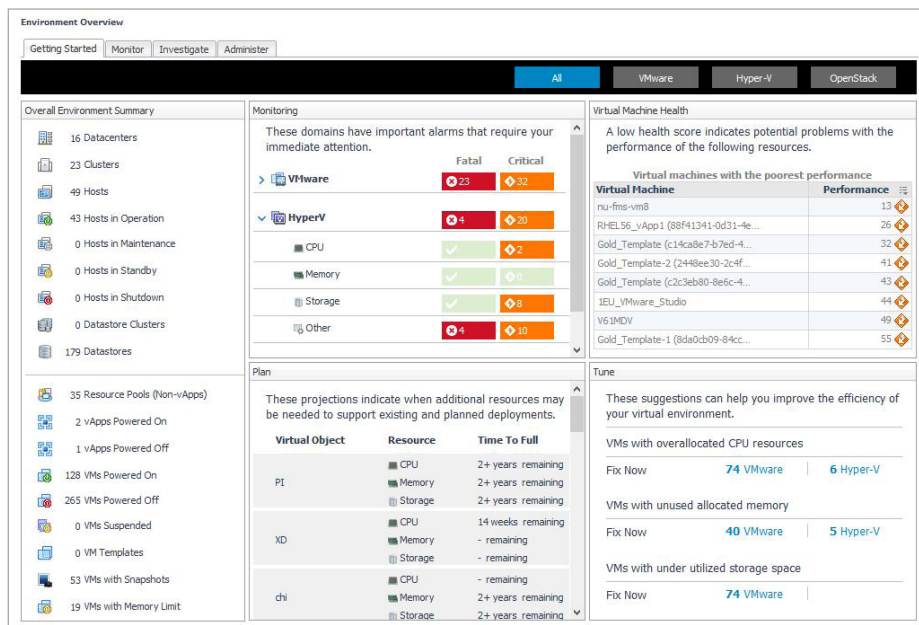 Environment Overview
Getting Started Monitor Investigate Administer
All VMware Hyper-V OpenStack
Overall Environment Summary
16 Datacenters
23 Clusters
49 Hosts
43 Hosts in Operation
0 Hosts in Maintenance
0 Hosts in Standby
0 Hosts in Shutdown
0 Datastore Clusters
179 Datastores
35 Resource Pools (Non-vApps)
2 vApps Powered On
1 vApps Powered Off
128 VMs Powered On
265 VMs Powered Off
0 VMs Suspended
0 VM Templates
53 VMs with Snapshots
19 VMs with Memory Limit
Monitoring
These domains have important alarms that require your
immediate attention.
Fatal Critical
VMware 23 32
HyperV 4 20
CPU 2
Memory 0
Storage 8
Other 4 10
Virtual Machine Health
A low health score indicates potential problems with the
performance of the following resources.
Virtual machines with the poorest performance
Virtual Machine Performance
nu-fms-vm8 13
RHEL56_vApp1 (88f41341-0d31-4e... 26
Gold_Template (c14ca8e7-b7ed-4... 32
Gold_Template-2 (2448ee30-2c4f... 41
Gold_Template (c2c3eb80-8e6c-4... 43
1EU_VMware_Studio 44
V61MDV 49
Gold_Template-1 (8da0cb09-84cc... 55
Plan
These projections indicate when additional resources may
be needed to support existing and planned deployments.
Virtual Object Resource Time To Full
CPU 2+ years remaining
PI Memory 2+ years remaining
Storage 2+ years remaining
CPU 14 weeks remaining
XD Memory - remaining
Storage - remaining
CPU - remaining
chi Memory 2+ years remaining
Storage 2+ years remaining
Tune
These suggestions can help you improve the efficiency of
your virtual environment.
VMs with overallocated CPU resources
Fix Now 74 VMware 6 Hyper-V
VMs with unused allocated memory
Fix Now 40 VMware 5 Hyper-V
VMs with under utilized storage space
Fix Now 74 VMware